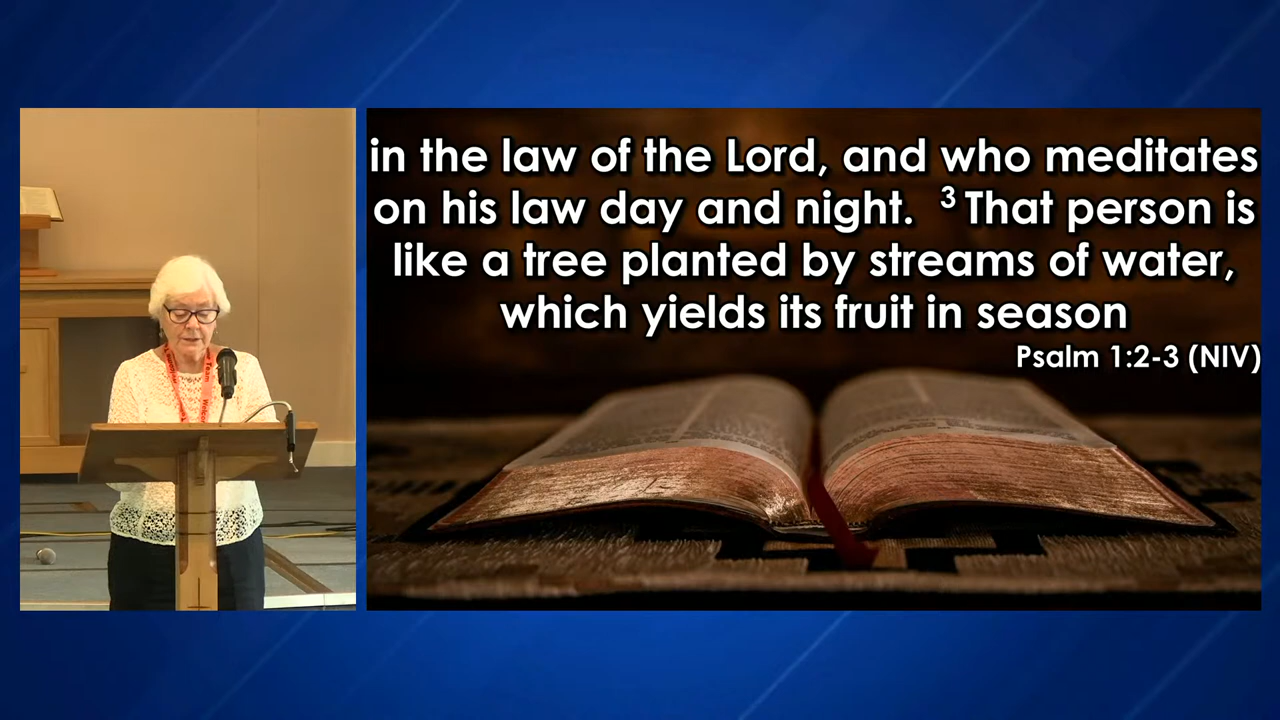 in the law of the Lord, and who meditates
on his law day and night. ³ That person is
like a tree planted by streams of water,
which yields its fruit in season
Psalm 1:2-3 (NIV)
Team